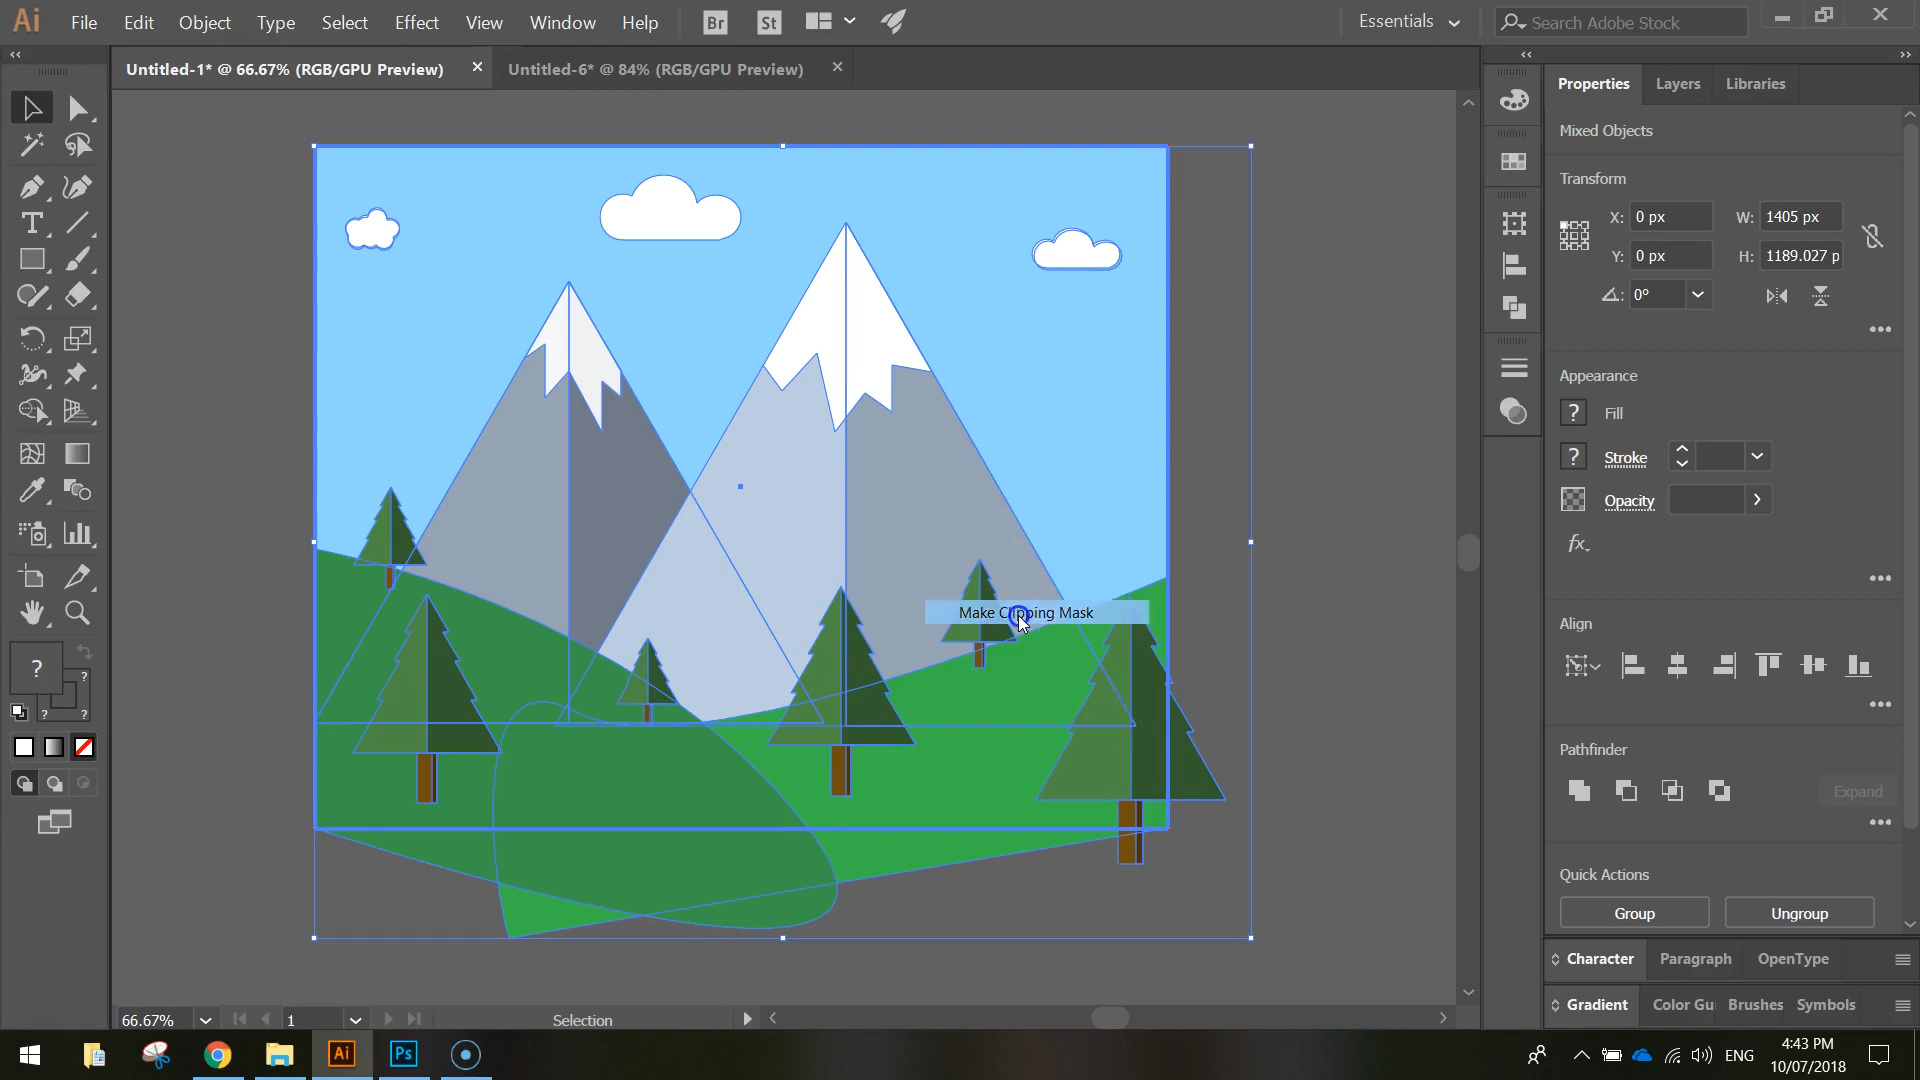 Ai File Edit Object Type Select Effect View Window Help Br St Essentials Search Adobe Stock
Untitled-1* @ 66.67% (RGB/GPU Preview) Untitled-6* @ 84% (RGB/GPU Preview)
Properties Layers Libraries
Mixed Objects
Transform
X: 0 px W: 1405 px
Y: 0 px H: 1189.027 p
0°
Appearance
? Fill
? Stroke
Opacity
fx
Make Clipping Mask
Align
Pathfinder
Expand
Quick Actions
Group Ungroup
Character Paragraph OpenType
Gradient Color Gui Brushes Symbols
T
?
?
? ?
66.67% 1 Selection
Ai Ps ENG 4:43 PM
10/07/2018